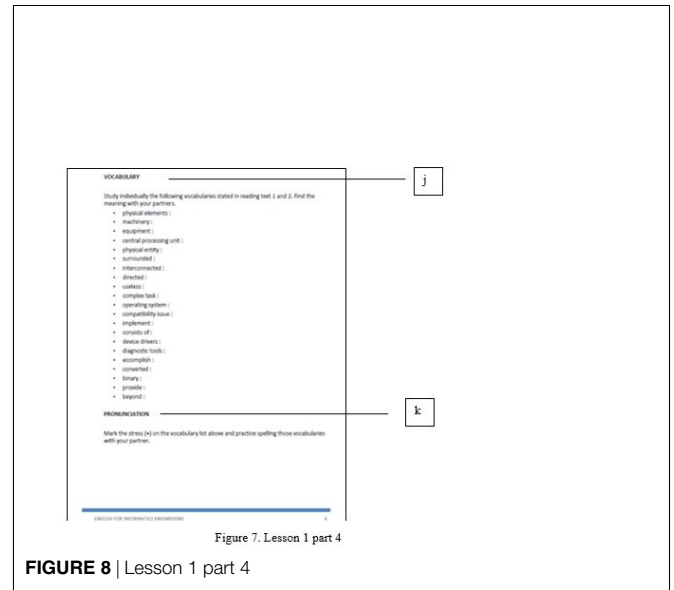 VOCABULARY
j
Study individually the following vocabularies stated in reading text 1 and 2. Find the
meaning with your partners.
• physical elements :
• machinery :
• equipment :
• central processing unit :
• physical entity :
• surrounded :
• interconnected :
• directed :
• useless :
• complex task :
• operating system :
• compatibility issue :
• implement :
• consists of :
• device drivers :
• diagnostic tools :
• accomplish :
• converted :
• binary :
• provide :
• beyond :
PRONUNCIATION
k
Mark the stress (•) on the vocabulary list above and practice spelling those vocabularies
with your partner.
ENGLISH FOR INFORMATICS ENGINEERING
Figure 7. Lesson 1 part 4
FIGURE 8 | Lesson 1 part 4